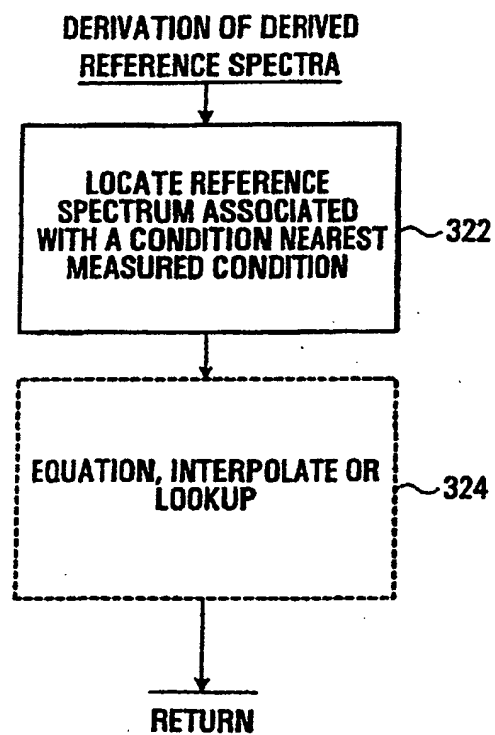 DERIVATION OF DERIVED
REFERENCE SPECTRA
LOCATE REFERENCE
SPECTRUM ASSOCIATED
WITH A CONDITION NEAREST
MEASURED CONDITION
322
EQUATION, INTERPOLATE OR
LOOKUP
324
RETURN